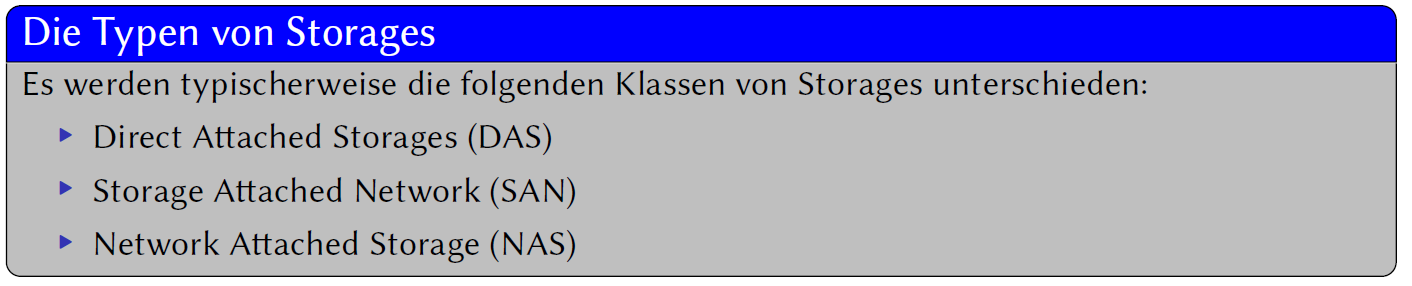 Die Typen von Storages
Es werden typischerweise die folgenden Klassen von Storages unterschieden:
Direct Attached Storages (DAS)
Storage Attached Network (SAN)
Network Attached Storage (NAS)